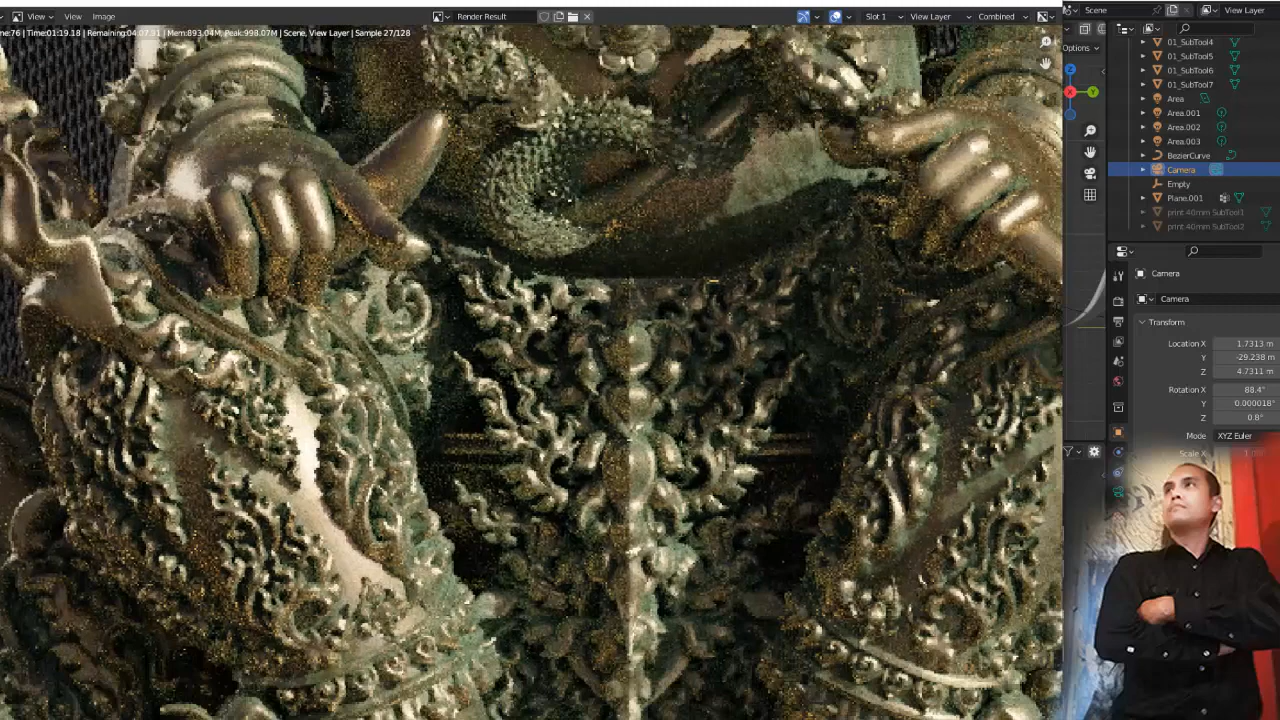 View View Image
Render Result
Slot 1 View Layer Combined
Scene View Layer
me:76 | Time:01:19.18 | Remaining:04:07.91 | Mem:893.04M, Peak:998.07M | Scene, View Layer | Sample 27/128
Options
X
Y
Z
01_SubTool4
01_SubTool5
01_SubTool6
01_SubTool7
Area
Area.001
Area.002
Area.003
BezierCurve
Camera
Empty
Plane.001
print 40mm SubTool1
print 40mm SubTool2
Camera
Camera
Transform
Location X 1.7313 m
Y -29.238 m
Z 4.7311 m
Rotation X 88.4°
Y 0.000018°
Z 0.8°
Mode XYZ Euler
Scale X